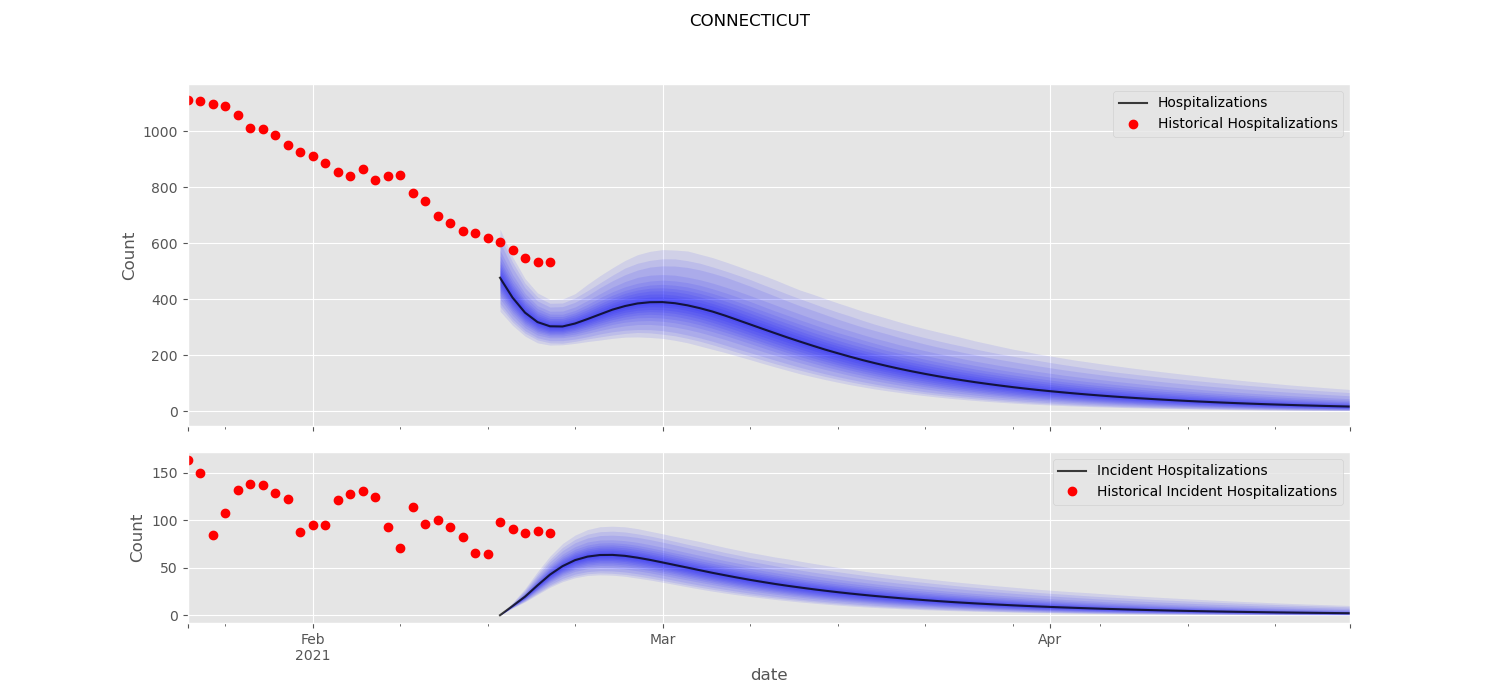 CONNECTICUT
Hospitalizations
Historical Hospitalizations
1000
800
600
400
200
0
Count
Incident Hospitalizations
Historical Incident Hospitalizations
150
100
50
0
Count
Feb
2021
Mar
Apr
date